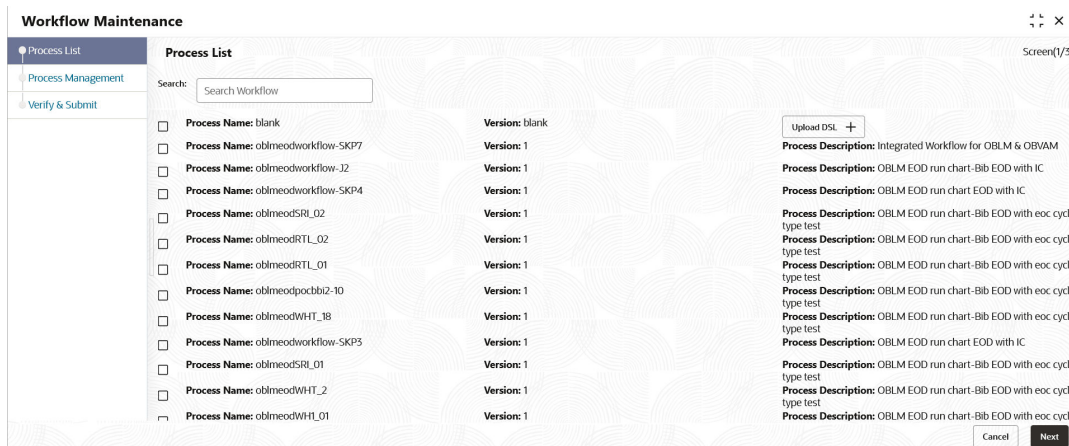 Workflow Maintenance
Process List
Process Management
Verify & Submit
Process List
Screen(1/3
Search:
Search Workflow
Process Name: blank Version: blank Upload DSL +
Process Name: oblmeodworkflow-SKP7 Version: 1 Process Description: Integrated Workflow for OBLM & OBVAM
Process Name: oblmeodworkflow-J2 Version: 1 Process Description: OBLM EOD run chart-Bib EOD with IC
Process Name: oblmeodworkflow-SKP4 Version: 1 Process Description: OBLM EOD run chart EOD with IC
Process Name: oblmeodSRI_02 Version: 1 Process Description: OBLM EOD run chart-Bib EOD with eoc cycl
type test
Process Name: oblmeodRTL_02 Version: 1 Process Description: OBLM EOD run chart-Bib EOD with eoc cycl
type test
Process Name: oblmeodRTL_01 Version: 1 Process Description: OBLM EOD run chart-Bib EOD with eoc cycl
type test
Process Name: oblmeodpocbbi2-10 Version: 1 Process Description: OBLM EOD run chart-Bib EOD with eoc cycl
type test
Process Name: oblmeodWHT_18 Version: 1 Process Description: OBLM EOD run chart-Bib EOD with eoc cycl
type test
Process Name: oblmeodworkflow-SKP3 Version: 1 Process Description: OBLM EOD run chart EOD with IC
Process Name: oblmeodSRI_01 Version: 1 Process Description: OBLM EOD run chart-Bib EOD with eoc cycl
type test
Process Name: oblmeodWHT_2 Version: 1 Process Description: OBLM EOD run chart-Bib EOD with eoc cycl
type test
Process Name: oblmeodWH1_01 Version: 1 Process Description: OBLM EOD run chart-Bib EOD with eoc cycl
Cancel Next